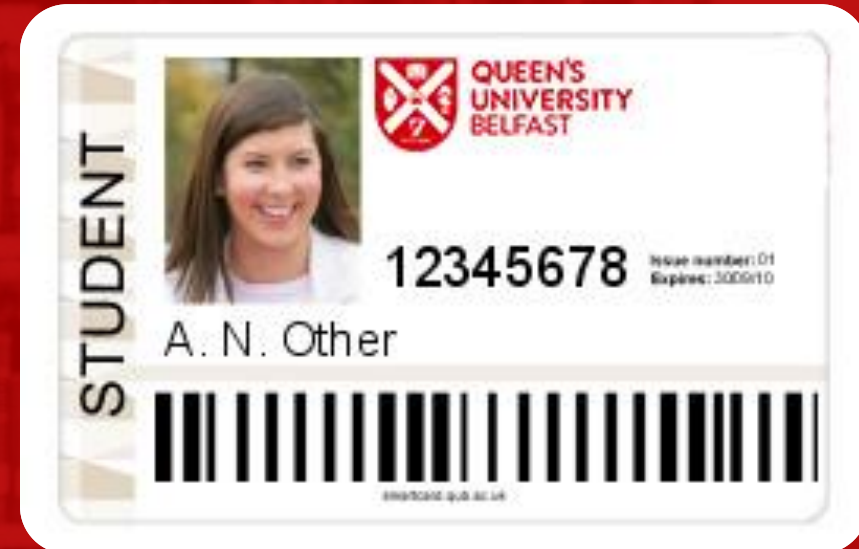 STUDENT
QUEEN'S
UNIVERSITY
BELFAST
12345678
Issue number: 01
Expires: 30/09/10
A. N. Other
smartcard.qub.ac.uk